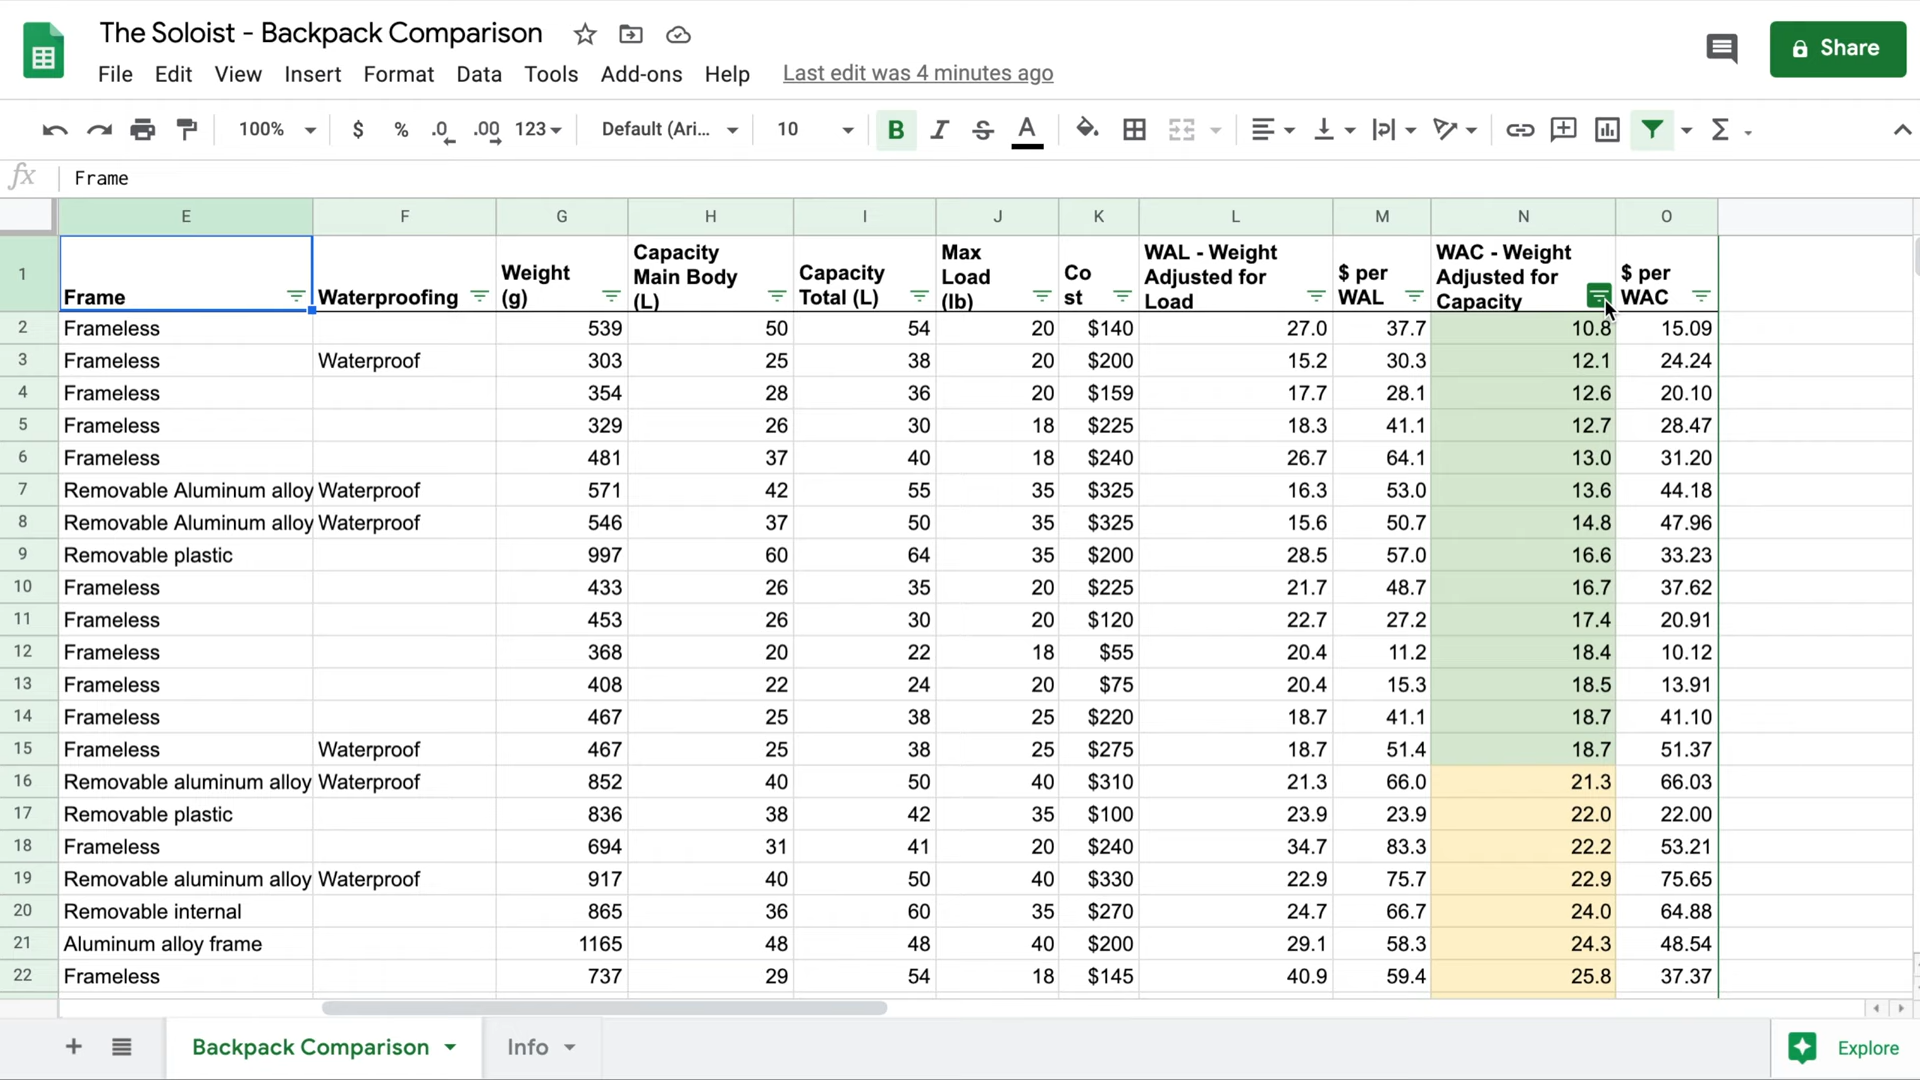 The Soloist - Backpack Comparison
Share
File Edit View Insert Format Data Tools Add-ons Help Last edit was 4 minutes ago
100% $ % .0 .00 123 Default (Ari... 10 B I S A Σ
fx Frame
E F G H I J K L M N O
1 Frame Waterproofing Weight (g) Capacity Main Body (L) Capacity Total (L) Max Load (lb) Co st WAL - Weight Adjusted for Load $ per WAL WAC - Weight Adjusted for Capacity $ per WAC
2 Frameless 539 50 54 20 $140 27.0 37.7 10.8 15.09
3 Frameless Waterproof 303 25 38 20 $200 15.2 30.3 12.1 24.24
4 Frameless 354 28 36 20 $159 17.7 28.1 12.6 20.10
5 Frameless 329 26 30 18 $225 18.3 41.1 12.7 28.47
6 Frameless 481 37 40 18 $240 26.7 64.1 13.0 31.20
7 Removable Aluminum alloy Waterproof 571 42 55 35 $325 16.3 53.0 13.6 44.18
8 Removable Aluminum alloy Waterproof 546 37 50 35 $325 15.6 50.7 14.8 47.96
9 Removable plastic 997 60 64 35 $200 28.5 57.0 16.6 33.23
10 Frameless 433 26 35 20 $225 21.7 48.7 16.7 37.62
11 Frameless 453 26 30 20 $120 22.7 27.2 17.4 20.91
12 Frameless 368 20 22 18 $55 20.4 11.2 18.4 10.12
13 Frameless 408 22 24 20 $75 20.4 15.3 18.5 13.91
14 Frameless 467 25 38 25 $220 18.7 41.1 18.7 41.10
15 Frameless Waterproof 467 25 38 25 $275 18.7 51.4 18.7 51.37
16 Removable aluminum alloy Waterproof 852 40 50 40 $310 21.3 66.0 21.3 66.03
17 Removable plastic 836 38 42 35 $100 23.9 23.9 22.0 22.00
18 Frameless 694 31 41 20 $240 34.7 83.3 22.2 53.21
19 Removable aluminum alloy Waterproof 917 40 50 40 $330 22.9 75.7 22.9 75.65
20 Removable internal 865 36 60 35 $270 24.7 66.7 24.0 64.88
21 Aluminum alloy frame 1165 48 48 40 $200 29.1 58.3 24.3 48.54
22 Frameless 737 29 54 18 $145 40.9 59.4 25.8 37.37
Backpack Comparison Info Explore